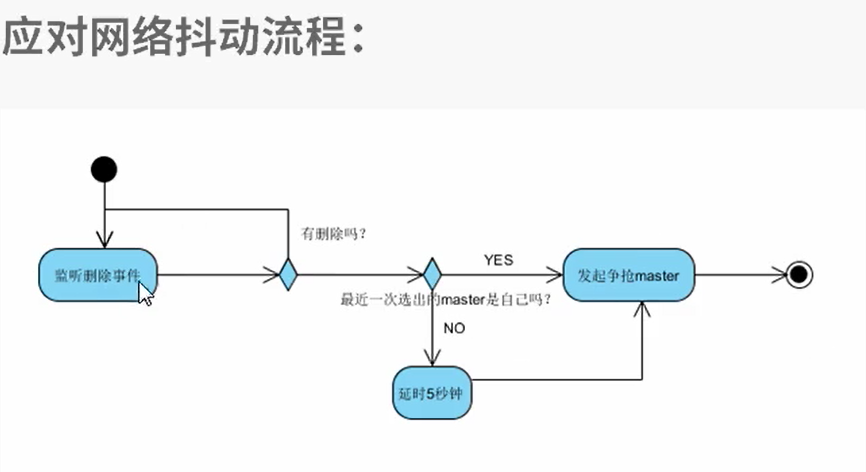 应对网络抖动流程：
有删除吗？
监听删除事件
YES
发起争抢master
最近一次选出的master是自己吗？
NO
延时5秒钟